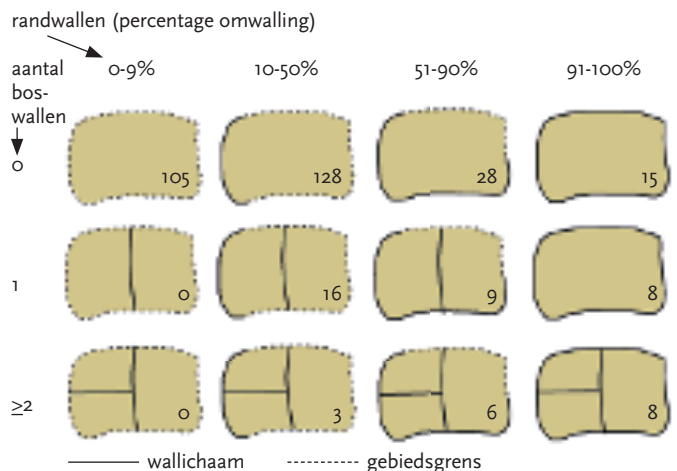 randwallen (percentage omwalling)
aantal
bos-
wallen
0-9% 10-50% 51-90% 91-100%
0 105 128 28 15
1 0 16 9 8
≥2 0 3 6 8
wallichaam gebiedsgrens